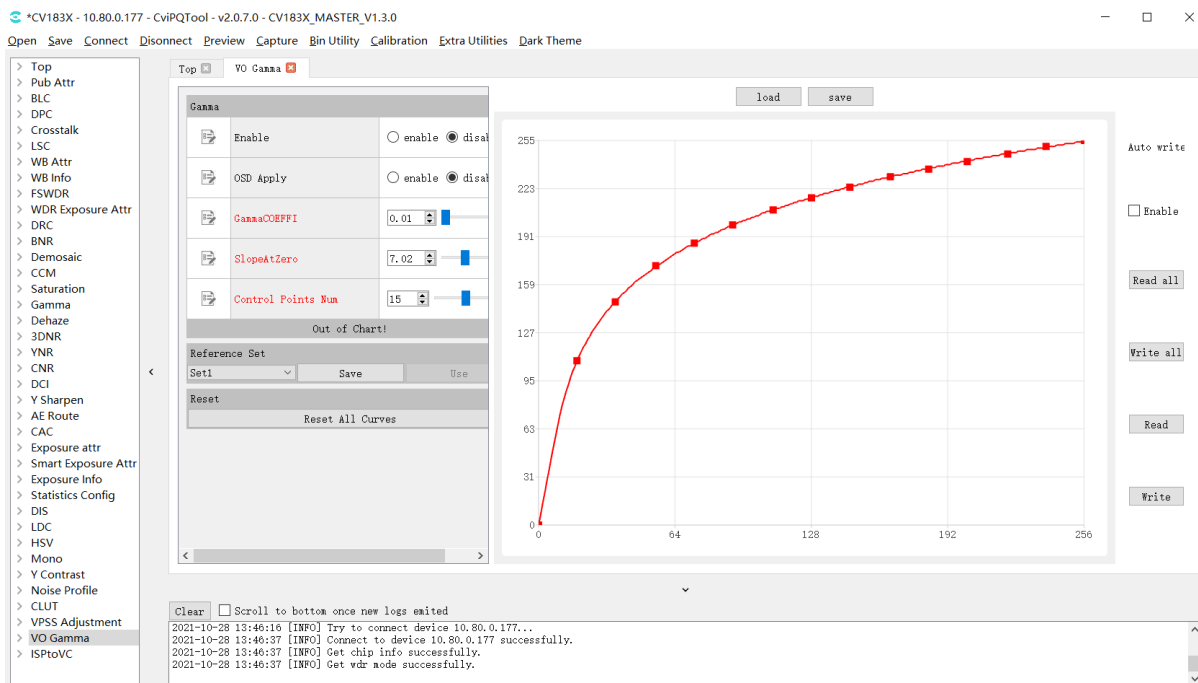 *CV183X - 10.80.0.177 - CviPQTool - v2.0.7.0 - CV183X_MASTER_V1.3.0
Open Save Connect Disconnect Preview Capture Bin Utility Calibration Extra Utilities Dark Theme
Top
Pub Attr
BLC
DPC
Crosstalk
LSC
WB Attr
WB Info
FSWDR
WDR Exposure Attr
DRC
BNR
Demosaic
CCM
Saturation
Gamma
Dehaze
3DNR
YNR
CNR
DCI
Y Sharpen
AE Route
CAC
Exposure attr
Smart Exposure Attr
Exposure Info
Statistics Config
DIS
LDC
HSV
Mono
Y Contrast
Noise Profile
CLUT
VPSS Adjustment
VO Gamma
ISPtoVC
Top VO Gamma
Gamma
Enable enable disal
OSD Apply enable disal
GammaCOEFFI 0.01
SlopeAtZero 7.02
Control Points Num 15
Out of Chart!
Reference Set
Set1 Save Use
Reset
Reset All Curves
load save
255
223
191
159
127
95
63
31
0
0 64 128 192 256
Auto write
Enable
Read all
Write all
Read
Write
Clear Scroll to bottom once new logs emited
2021-10-28 13:46:16 [INFO] Try to connect device 10.80.0.177...
2021-10-28 13:46:37 [INFO] Connect to device 10.80.0.177 successfully.
2021-10-28 13:46:37 [INFO] Get chip info successfully.
2021-10-28 13:46:37 [INFO] Get wdr mode successfully.